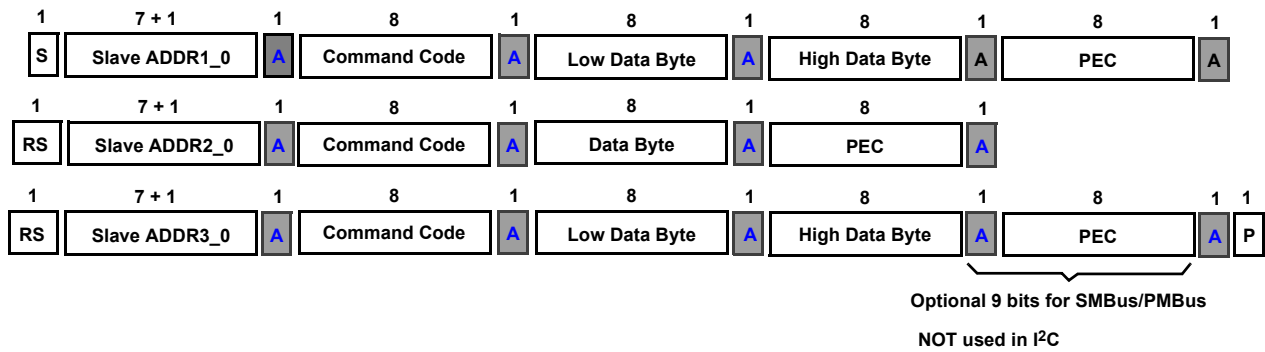 1 7 + 1 1 8 1 8 1 8 1 8 1
S Slave ADDR1_0 A Command Code A Low Data Byte A High Data Byte A PEC A
1 7 + 1 1 8 1 8 1 8 1
RS Slave ADDR2_0 A Command Code A Data Byte A PEC A
1 7 + 1 1 8 1 8 1 8 1 8 1 1
RS Slave ADDR3_0 A Command Code A Low Data Byte A High Data Byte A PEC A P
Optional 9 bits for SMBus/PMBus
NOT used in I²C